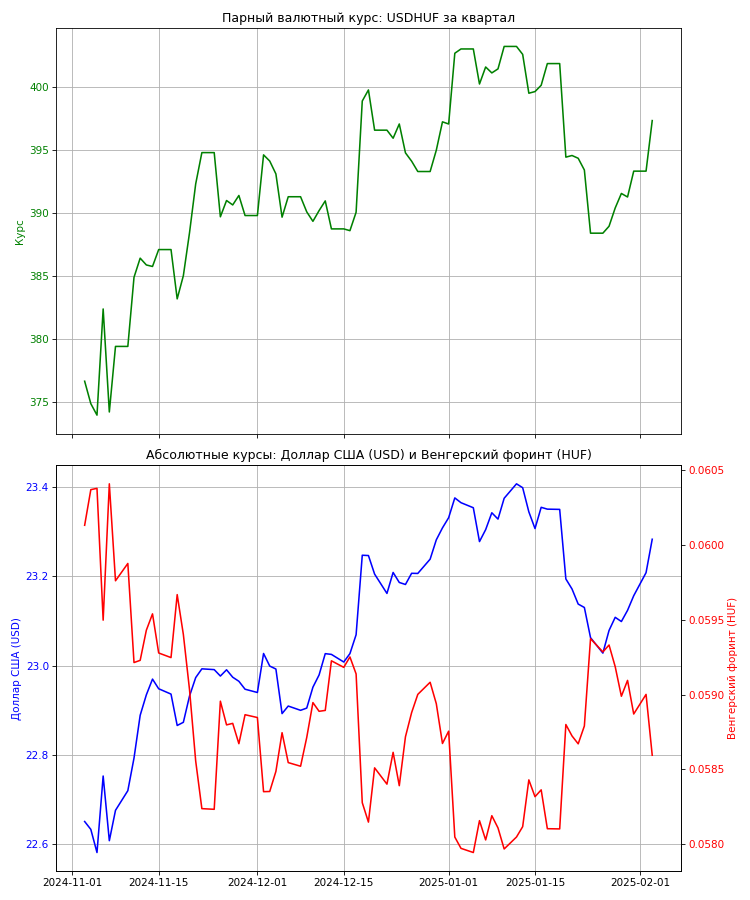 Парный валютный курс: USDHUF за квартал
400
395
390
385
380
375
Курс
Абсолютные курсы: Доллар США (USD) и Венгерский форинт (HUF)
23.4
23.2
23.0
22.8
22.6
Доллар США (USD)
0.0605
0.0600
0.0595
0.0590
0.0585
0.0580
Венгерский форинт (HUF)
2024-11-01 2024-11-15 2024-12-01 2024-12-15 2025-01-01 2025-01-15 2025-02-01